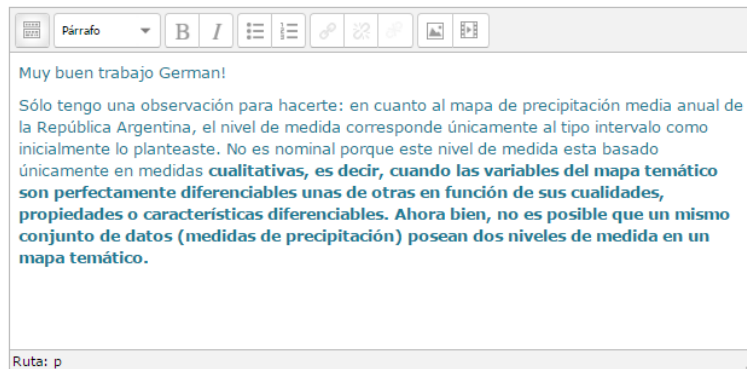 Párrafo
B I
Muy buen trabajo German!
Sólo tengo una observación para hacerte: en cuanto al mapa de precipitación media anual de
la República Argentina, el nivel de medida corresponde únicamente al tipo intervalo como
inicialmente lo planteaste. No es nominal porque este nivel de medida esta basado
únicamente en medidas cualitativas, es decir, cuando las variables del mapa temático
son perfectamente diferenciables unas de otras en función de sus cualidades,
propiedades o características diferenciables. Ahora bien, no es posible que un mismo
conjunto de datos (medidas de precipitación) posean dos niveles de medida en un
mapa temático.
Ruta: p